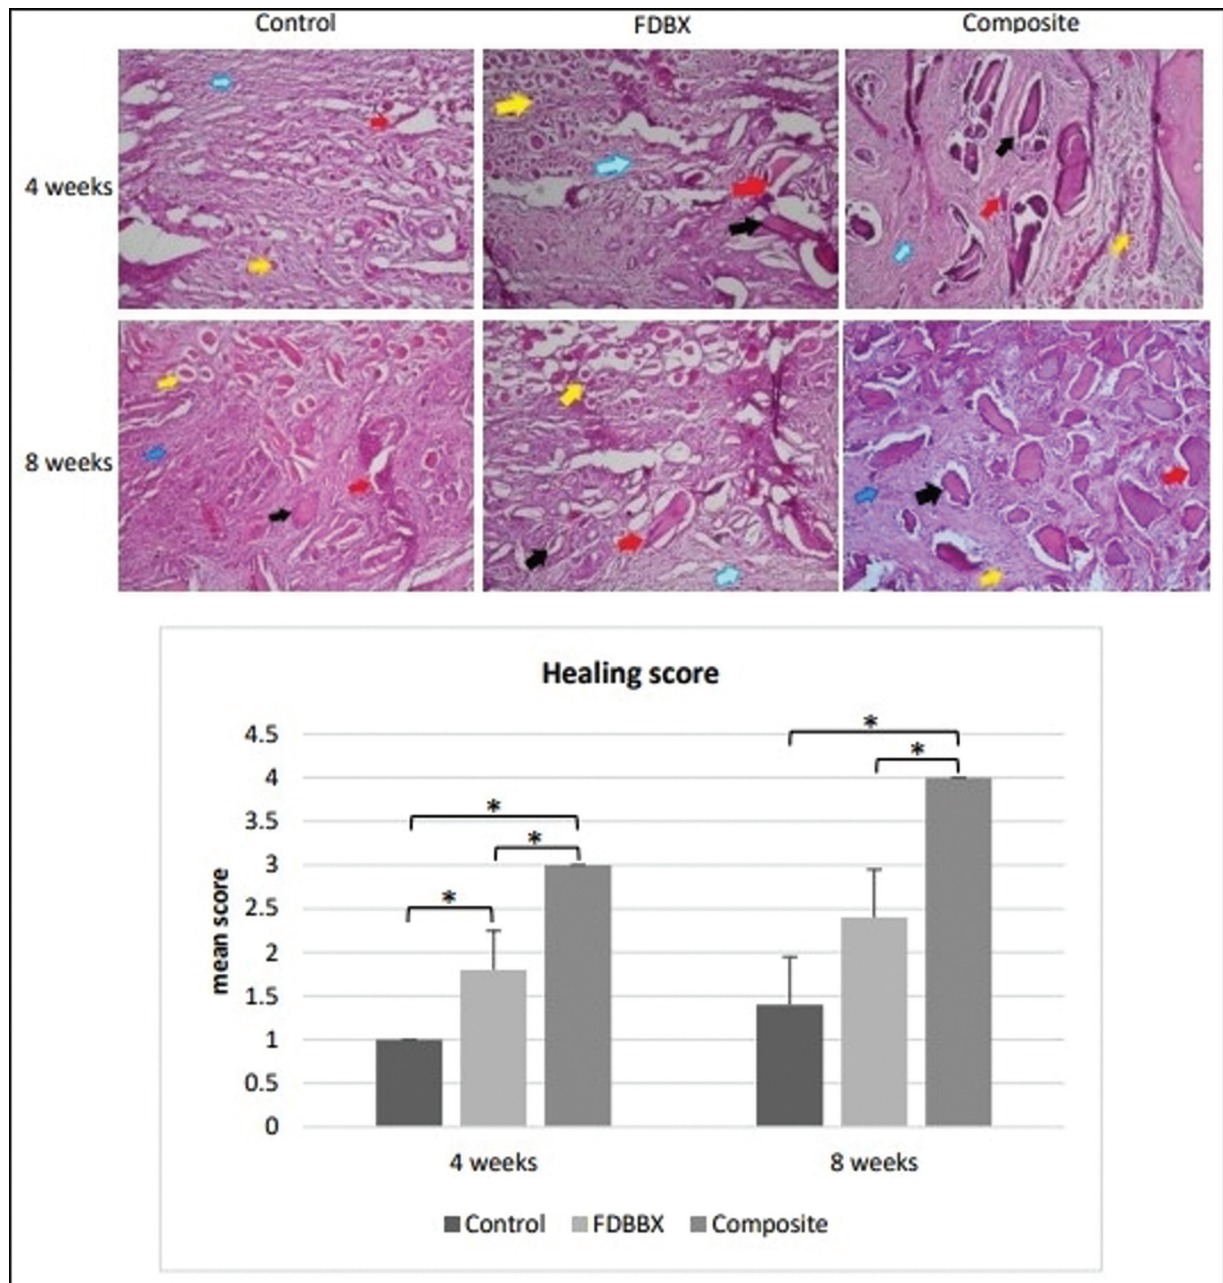 Control FDBX Composite
4 weeks
8 weeks
Healing score
4.5
4
3.5
3
2.5
2
1.5
1
0.5
0
mean score
* * * * *
4 weeks 8 weeks
Control FDBBX Composite